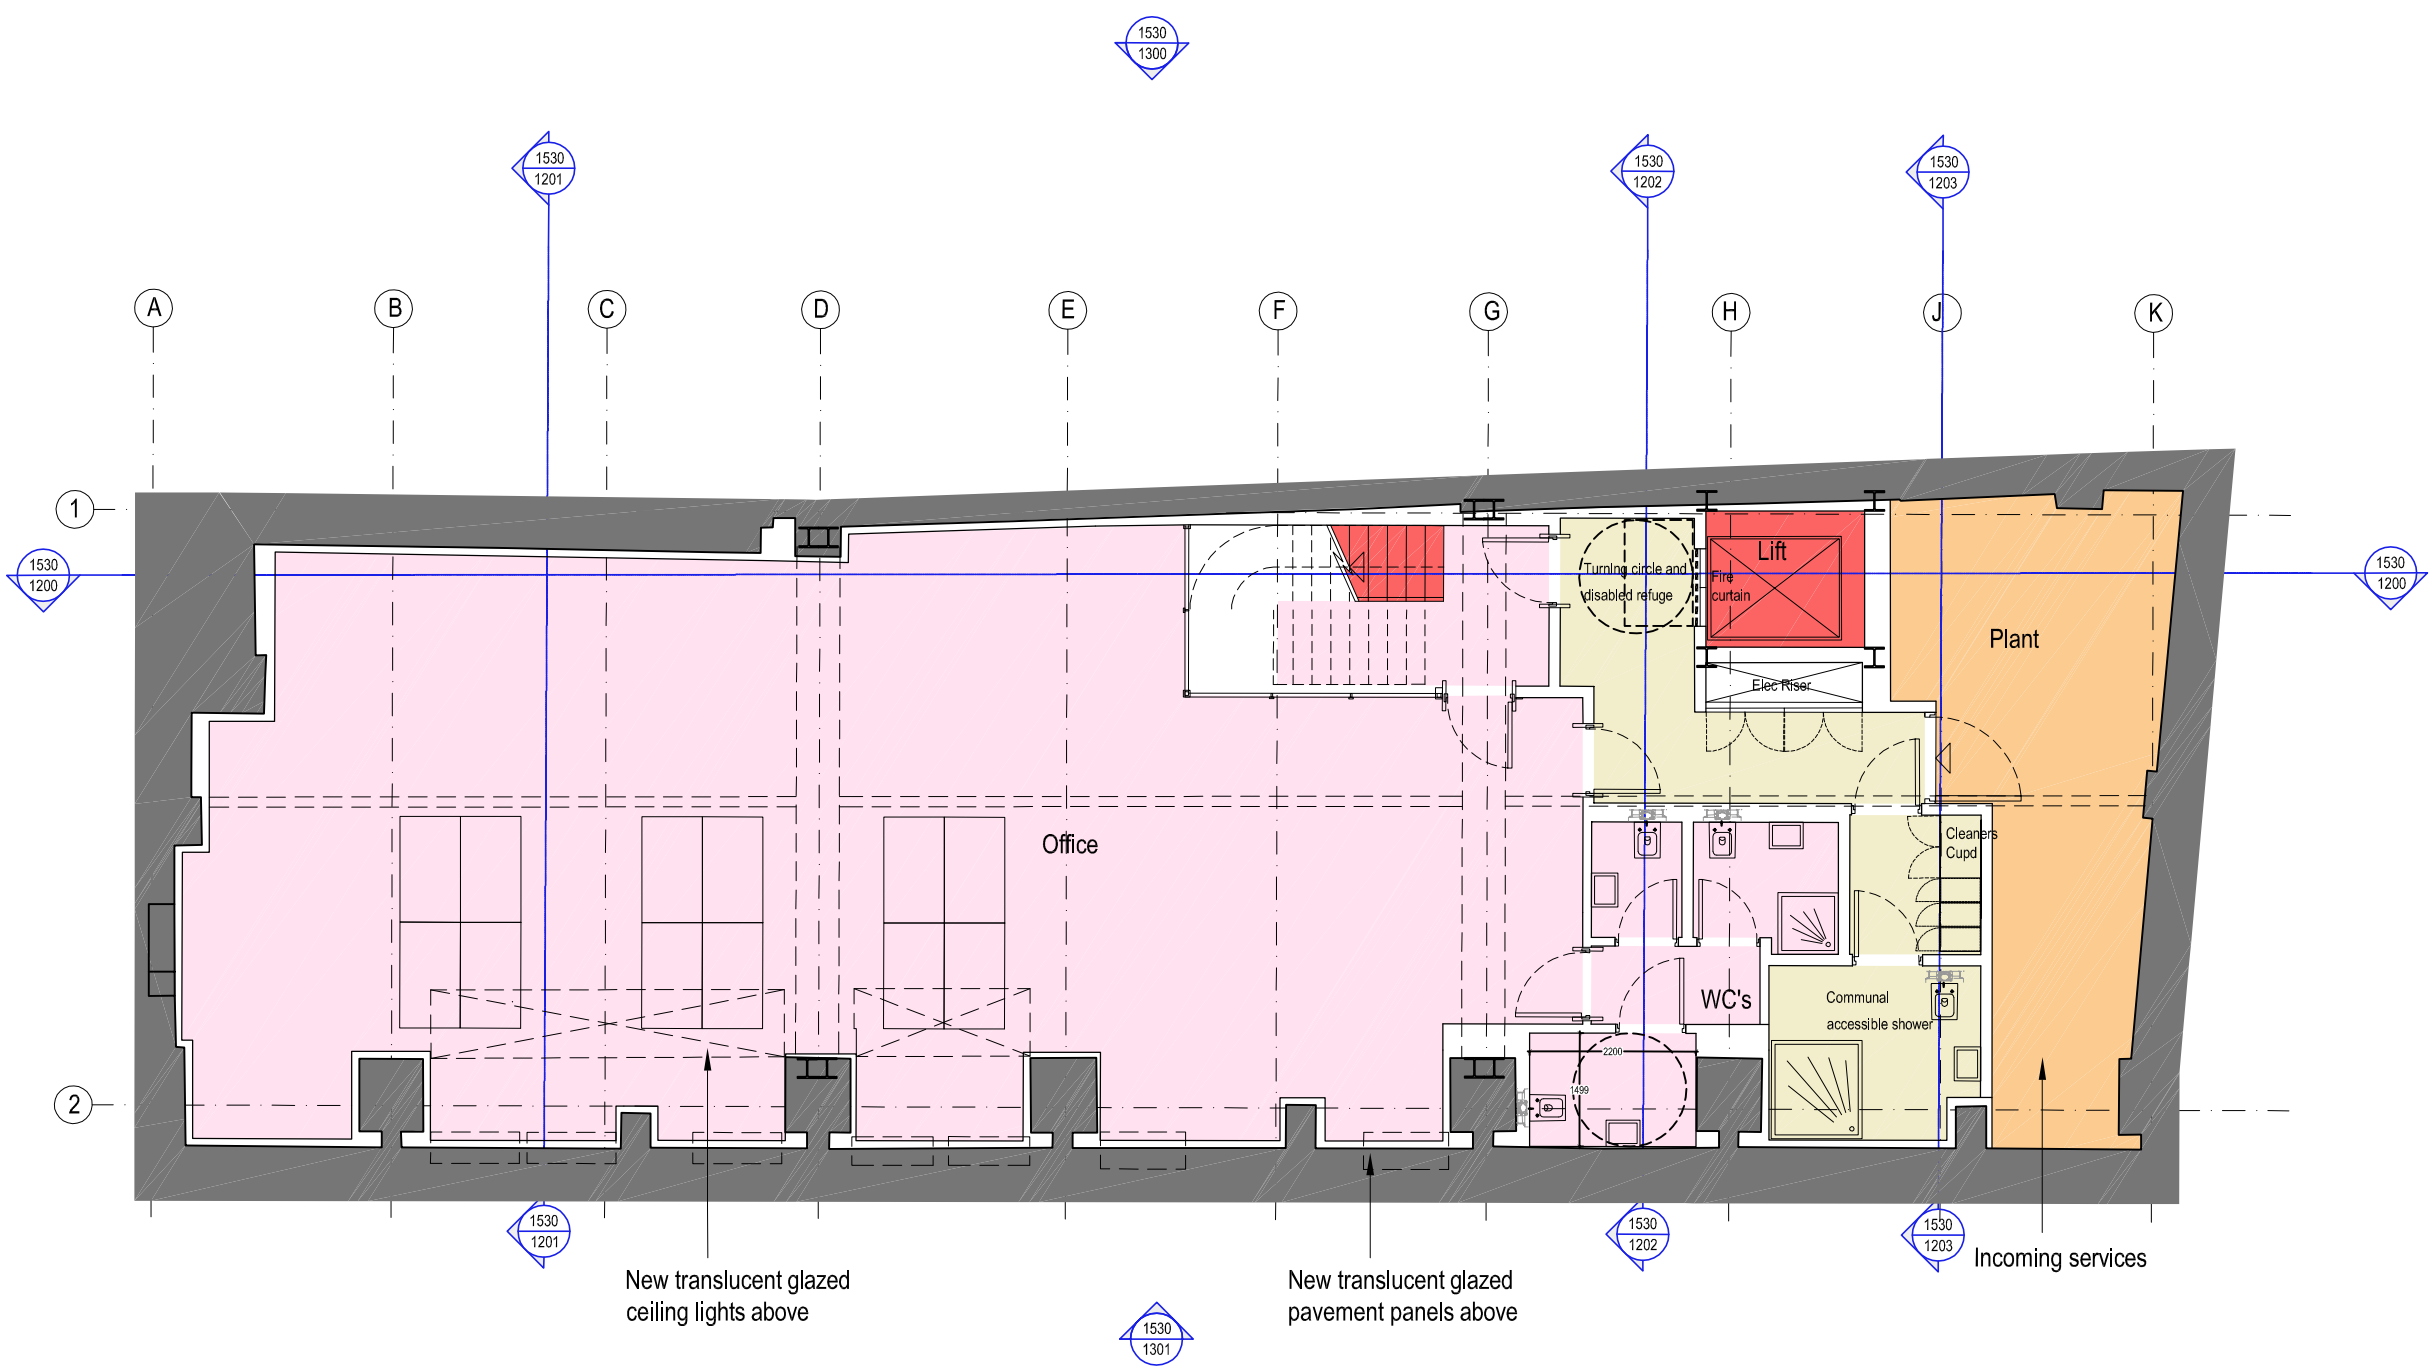 1530
1300
1530
1201
1530
1202
1530
1203
A
B
C
D
E
F
G
H
J
K
1
1530
1200
1530
1200
Lift
Turning circle and
disabled refuge
Fire
curtain
Plant
Elec Riser
Office
Cleaners
Cupd
WC's
Communal
accessible shower
2200
1499
2
1530
1201
1530
1202
1530
1203
Incoming services
New translucent glazed
ceiling lights above
New translucent glazed
pavement panels above
1530
1301